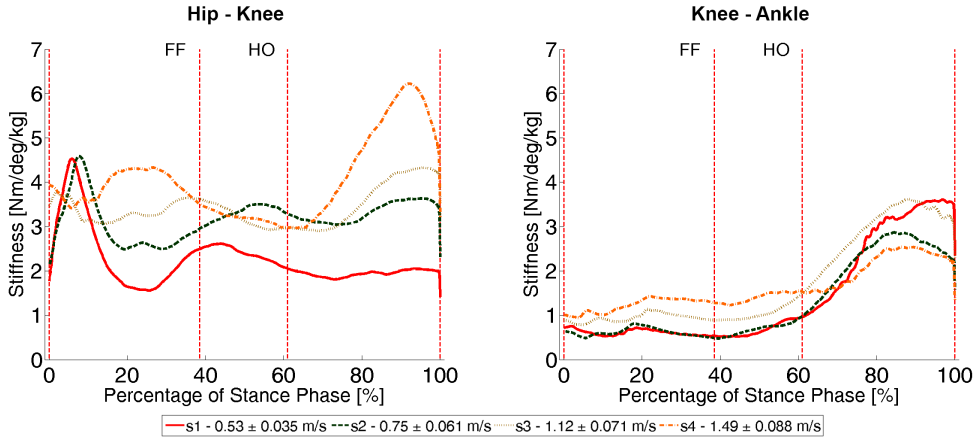 Hip - Knee
Knee - Ankle
Stiffness [Nm/deg/kg]
7
6
5
4
3
2
1
0
FF
HO
0
20
40
60
80
100
Percentage of Stance Phase [%]
Stiffness [Nm/deg/kg]
7
6
5
4
3
2
1
0
FF
HO
0
20
40
60
80
100
Percentage of Stance Phase [%]
s1 - 0.53 ± 0.035 m/s s2 - 0.75 ± 0.061 m/s s3 - 1.12 ± 0.071 m/s s4 - 1.49 ± 0.088 m/s